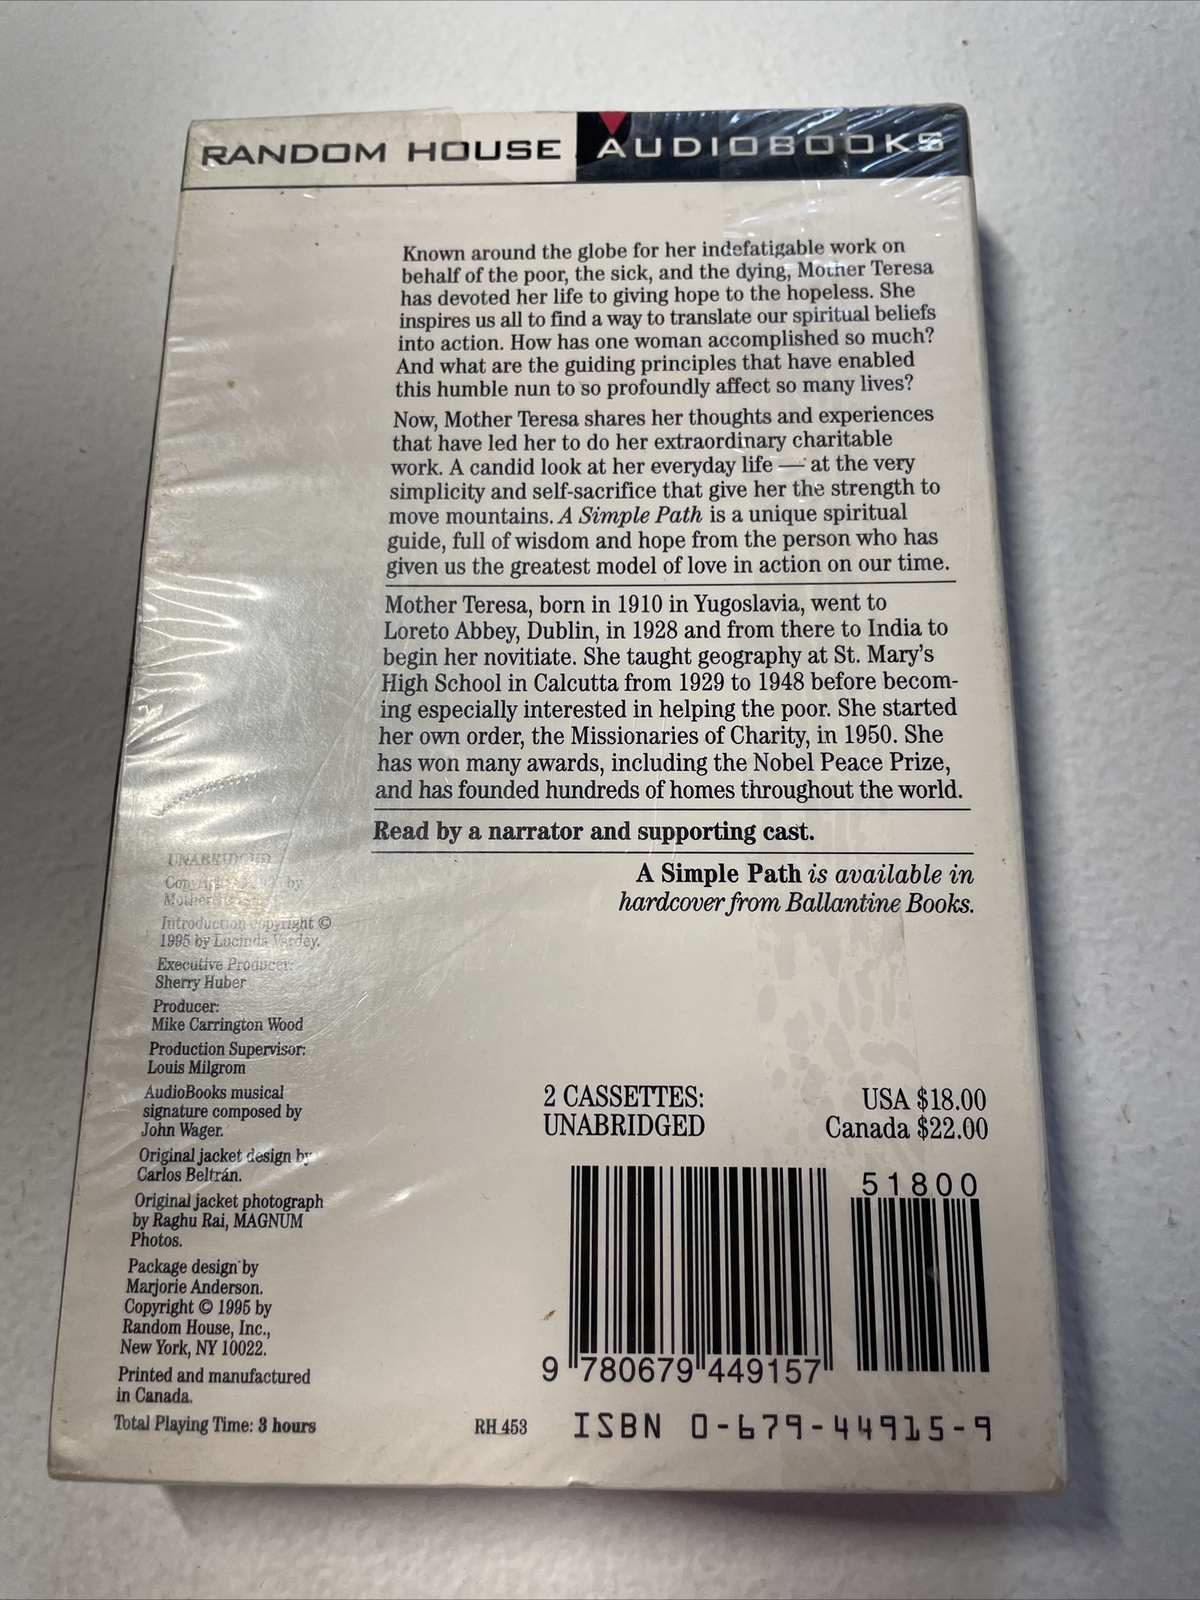 RANDOM HOUSE AUDIOBOOKS
Known around the globe for her indefatigable work on
behalf of the poor, the sick, and the dying, Mother Teresa
has devoted her life to giving hope to the hopeless. She
inspires us all to find a way to translate our spiritual beliefs
into action. How has one woman accomplished so much?
And what are the guiding principles that have enabled
this humble nun to so profoundly affect so many lives?
Now, Mother Teresa shares her thoughts and experiences
that have led her to do her extraordinary charitable
work. A candid look at her everyday life — at the very
simplicity and self-sacrifice that give her the strength to
move mountains. A Simple Path is a unique spiritual
guide, full of wisdom and hope from the person who has
given us the greatest model of love in action on our time.
Mother Teresa, born in 1910 in Yugoslavia, went to
Loreto Abbey, Dublin, in 1928 and from there to India to
begin her novitiate. She taught geography at St. Mary's
High School in Calcutta from 1929 to 1948 before becom-
ing especially interested in helping the poor. She started
her own order, the Missionaries of Charity, in 1950. She
has won many awards, including the Nobel Peace Prize,
and has founded hundreds of homes throughout the world.
Read by a narrator and supporting cast.
A Simple Path is available in
hardcover from Ballantine Books.
UNABRIDGED
by
Mother
Introduction copyright ©
1995 by Lucinda Vardey.
Executive Producer:
Sherry Huber
Producer:
Mike Carrington Wood
Production Supervisor:
Louis Milgrom
AudioBooks musical
signature composed by
John Wager.
Original jacket design by
Carlos Beltrán.
Original jacket photograph
by Raghu Rai, MAGNUM
Photos.
Package design by
Marjorie Anderson.
Copyright © 1995 by
Random House, Inc.,
New York, NY 10022.
Printed and manufactured
in Canada.
Total Playing Time: 3 hours
2 CASSETTES:
UNABRIDGED
USA $18.00
Canada $22.00
51800
9 780679 449157
RH 453
ISBN 0-679-44915-9